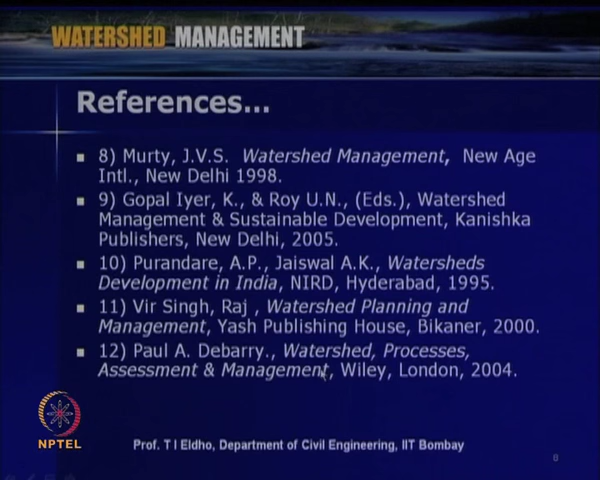 WATERSHED MANAGEMENT
References...
8) Murty, J.V.S. Watershed Management, New Age
Intl., New Delhi 1998.
9) Gopal Iyer, K., & Roy U.N., (Eds.), Watershed
Management & Sustainable Development, Kanishka
Publishers, New Delhi, 2005.
10) Purandare, A.P., Jaiswal A.K., Watersheds
Development in India, NIRD, Hyderabad, 1995.
11) Vir Singh, Raj , Watershed Planning and
Management, Yash Publishing House, Bikaner, 2000.
12) Paul A. Debarry., Watershed, Processes,
Assessment & Management, Wiley, London, 2004.
NPTEL
Prof. T I Eldho, Department of Civil Engineering, IIT Bombay
8